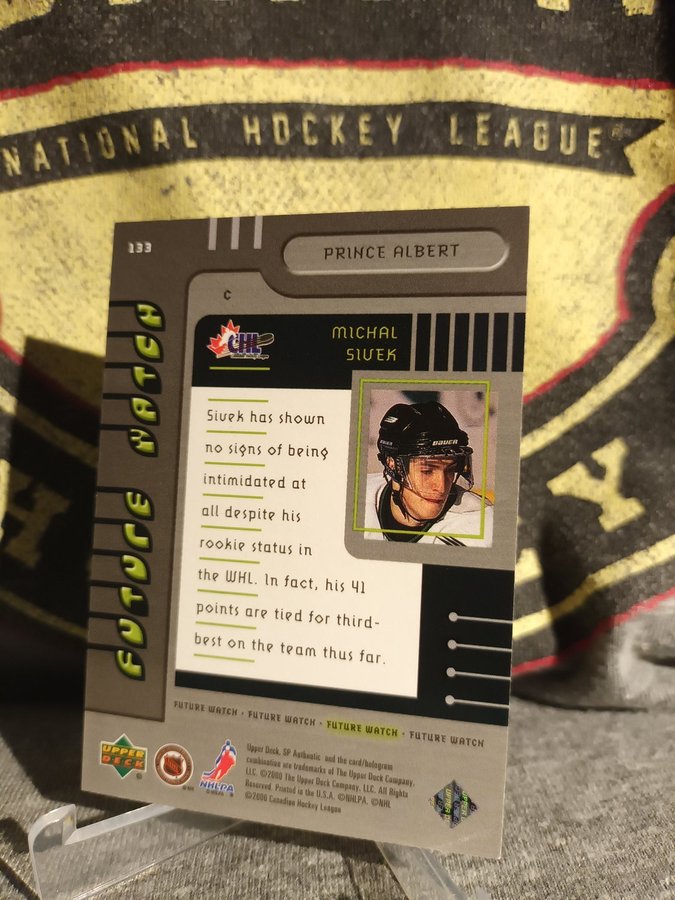 NATIONAL HOCKEY LEAGUE
133
PRINCE ALBERT
C
FUTURE WATCH
CHL
MICHAL
SIVEK
BAUER
Sivek has shown
no signs of being
intimidated at
all despite his
rookie status in
the WHL. In fact, his 41
points are tied for third-
best on the team thus far.
FUTURE WATCH · FUTURE WATCH · FUTURE WATCH · FUTURE WATCH
UPPER
DECK
NHLPA
Upper Deck, SP Authentic and the card/hologram
combination are trademarks of The Upper Deck Company,
LLC. ©2000 The Upper Deck Company, LLC. All Rights
Reserved. Printed in the U.S.A. ©NHLPA. ©NHL
©2000 Canadian Hockey League
H
Y